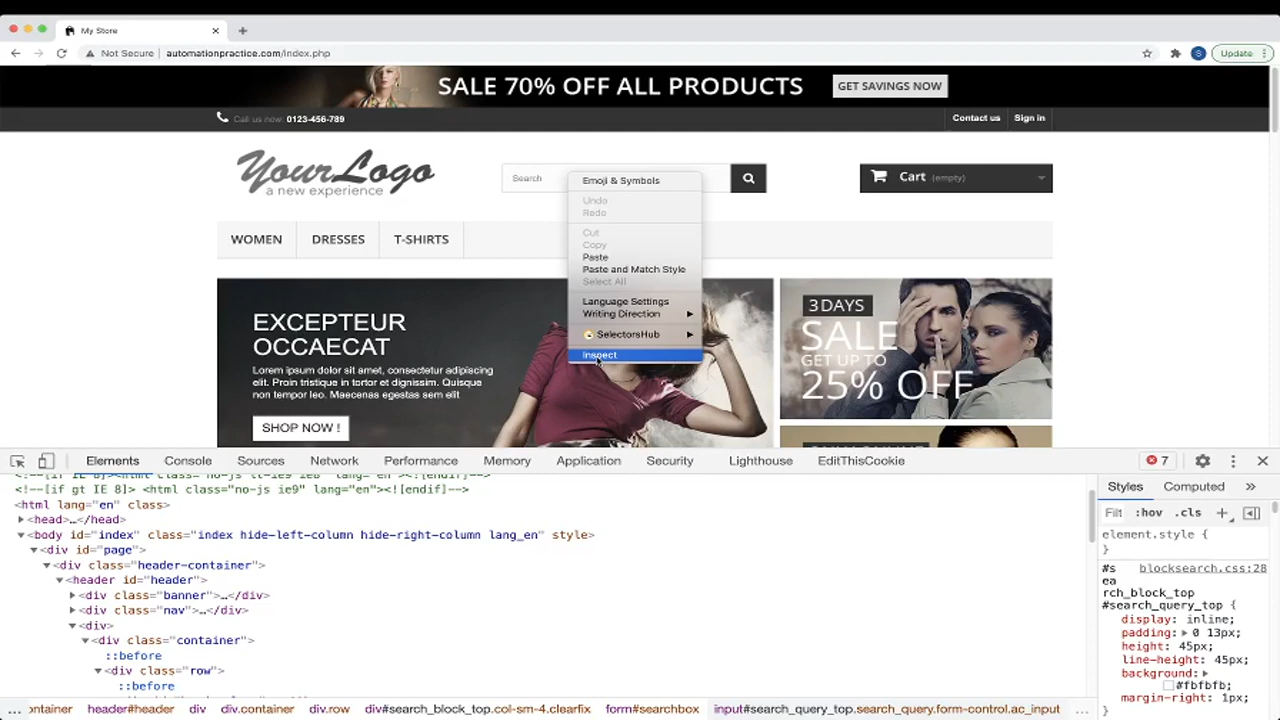 My Store
Not Secure automationpractice.com/index.php
Update
SALE 70% OFF ALL PRODUCTS GET SAVINGS NOW
Call us now: 0123-456-789
Contact us Sign in
YourLogo
a new experience
Search
Cart (empty)
Emoji & Symbols
Undo
Redo
Cut
Copy
Paste
Paste and Match Style
Select All
Language Settings
Writing Direction
SelectorsHub
Inspect
WOMEN DRESSES T-SHIRTS
EXCEPTEUR
OCCAECAT
Lorem ipsum dolor sit amet, consectetur adipiscing
elit. Proin tristique in tortor et dignissim. Quisque
non tempor leo. Maecenas egestas sem elit
SHOP NOW !
3 DAYS
SALE
GET UP TO
25% OFF
Elements Console Sources Network Performance Memory Application Security Lighthouse EditThisCookie 7
<!--[if gt IE 8]> <html class="no-js ie9" lang="en"><![endif]-->
<html lang="en" class>
<head>…</head>
<body id="index" class="index hide-left-column hide-right-column lang_en" style>
<div id="page">
<div class="header-container">
<header id="header">
<div class="banner">…</div>
<div class="nav">…</div>
<div>
<div class="container">
::before
<div class="row">
::before
... ontainer header#header div div.container div.row div#search_block_top.col-sm-4.clearfix form#searchbox input#search_query_top.search_query.form-control.ac_input ...
Styles Computed »
Filt :hov .cls +
element.style {
}
#s blocksearch.css:28
ea
rch_block_top
#search_query_top {
display: inline;
padding: 0 13px;
height: 45px;
line-height: 45px;
background:
#fbfbfb;
margin-right: 1px;
}